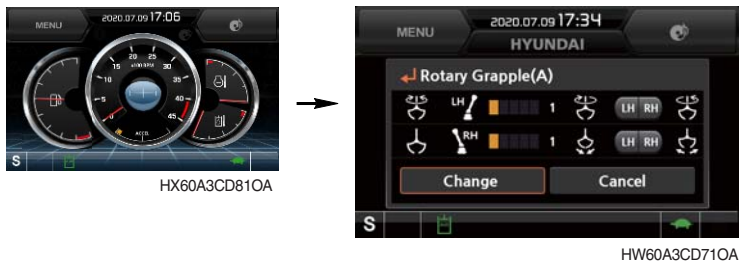 MENU
2020.07.09 17:06
20 25
15 x100 RPM 30
10 35
5 40
0 45
ACCEL
S
HX60A3CD81OA
MENU
2020.07.09 17:34
HYUNDAI
Rotary Grapple(A)
LH 1 LH RH
RH 1 LH RH
Change Cancel
S
HW60A3CD71OA